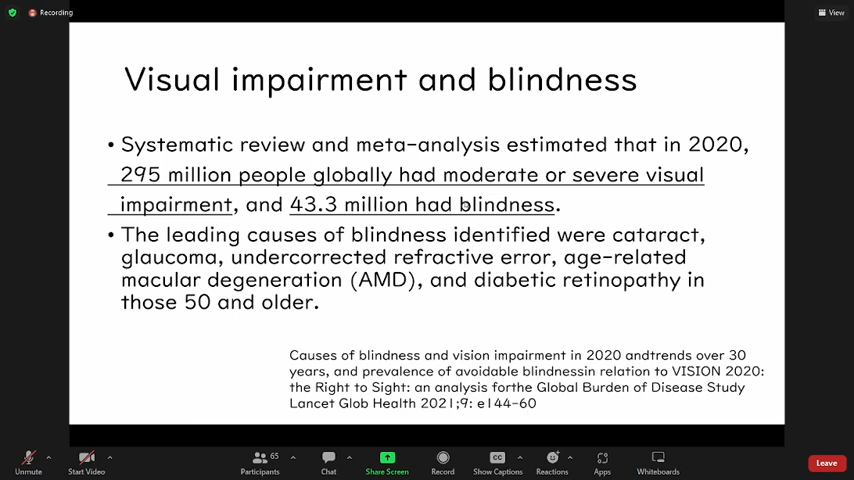 Recording
View
Visual impairment and blindness
• Systematic review and meta-analysis estimated that in 2020,
295 million people globally had moderate or severe visual
impairment, and 43.3 million had blindness.
• The leading causes of blindness identified were cataract,
glaucoma, undercorrected refractive error, age-related
macular degeneration (AMD), and diabetic retinopathy in
those 50 and older.
Causes of blindness and vision impairment in 2020 andtrends over 30
years, and prevalence of avoidable blindnessin relation to VISION 2020:
the Right to Sight: an analysis forthe Global Burden of Disease Study
Lancet Glob Health 2021;9: e144-60
Unmute
Start Video
65
Participants
Chat
Share Screen
Record
CC
Show Captions
Reactions
Apps
Whiteboards
Leave